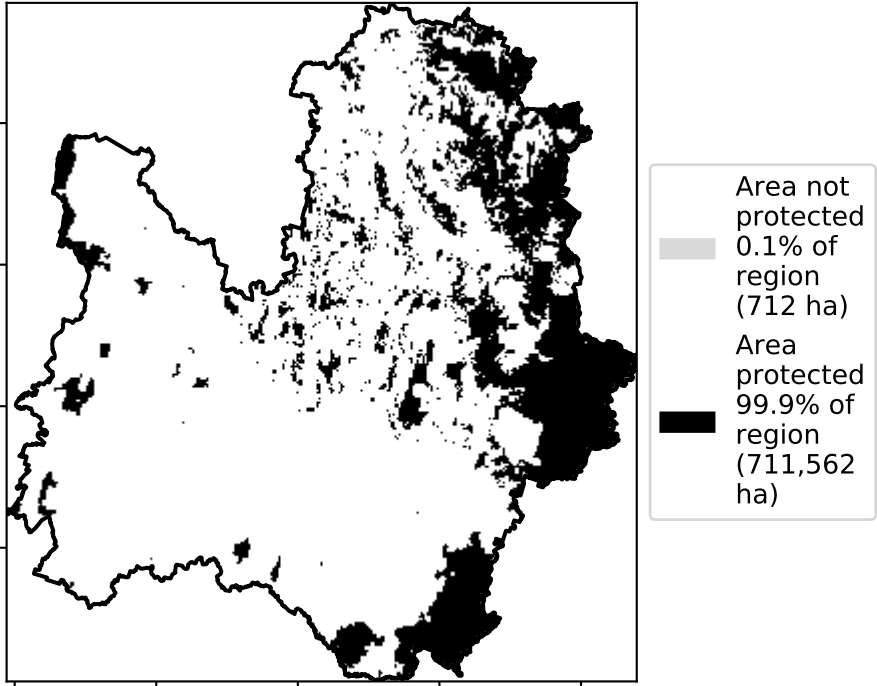 Area not
protected
0.1% of
region
(712 ha)
Area
protected
99.9% of
region
(711,562
ha)